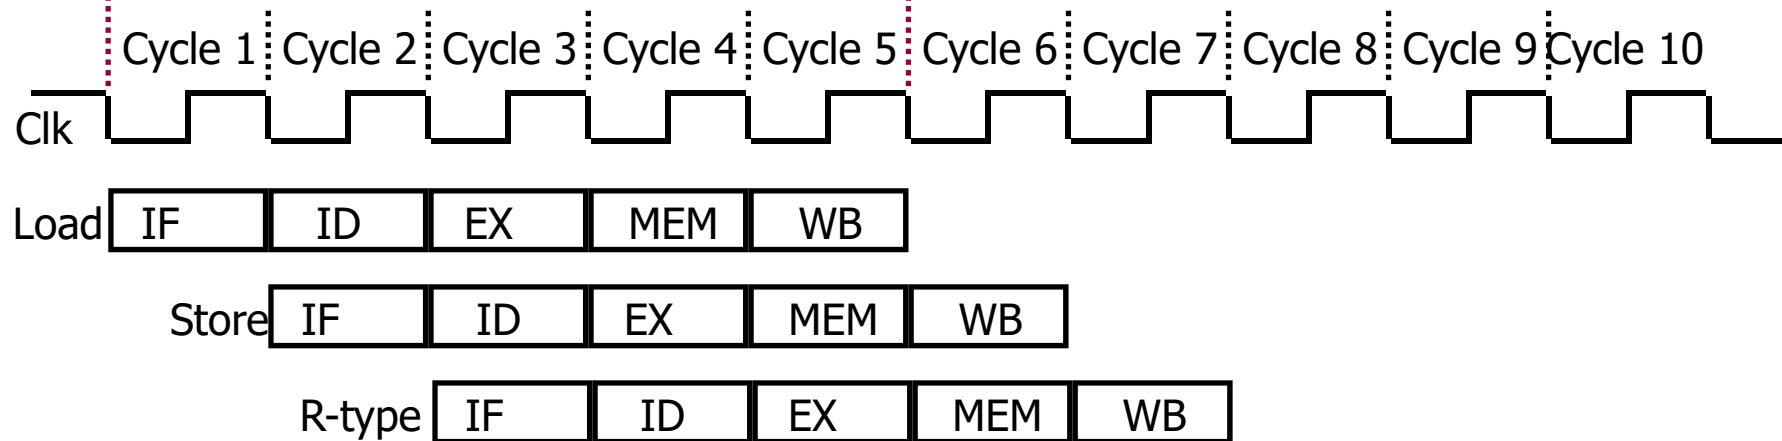 Cycle 1 Cycle 2 Cycle 3 Cycle 4 Cycle 5 Cycle 6 Cycle 7 Cycle 8 Cycle 9 Cycle 10
Clk
Load IF ID EX MEM WB
Store IF ID EX MEM WB
R-type IF ID EX MEM WB